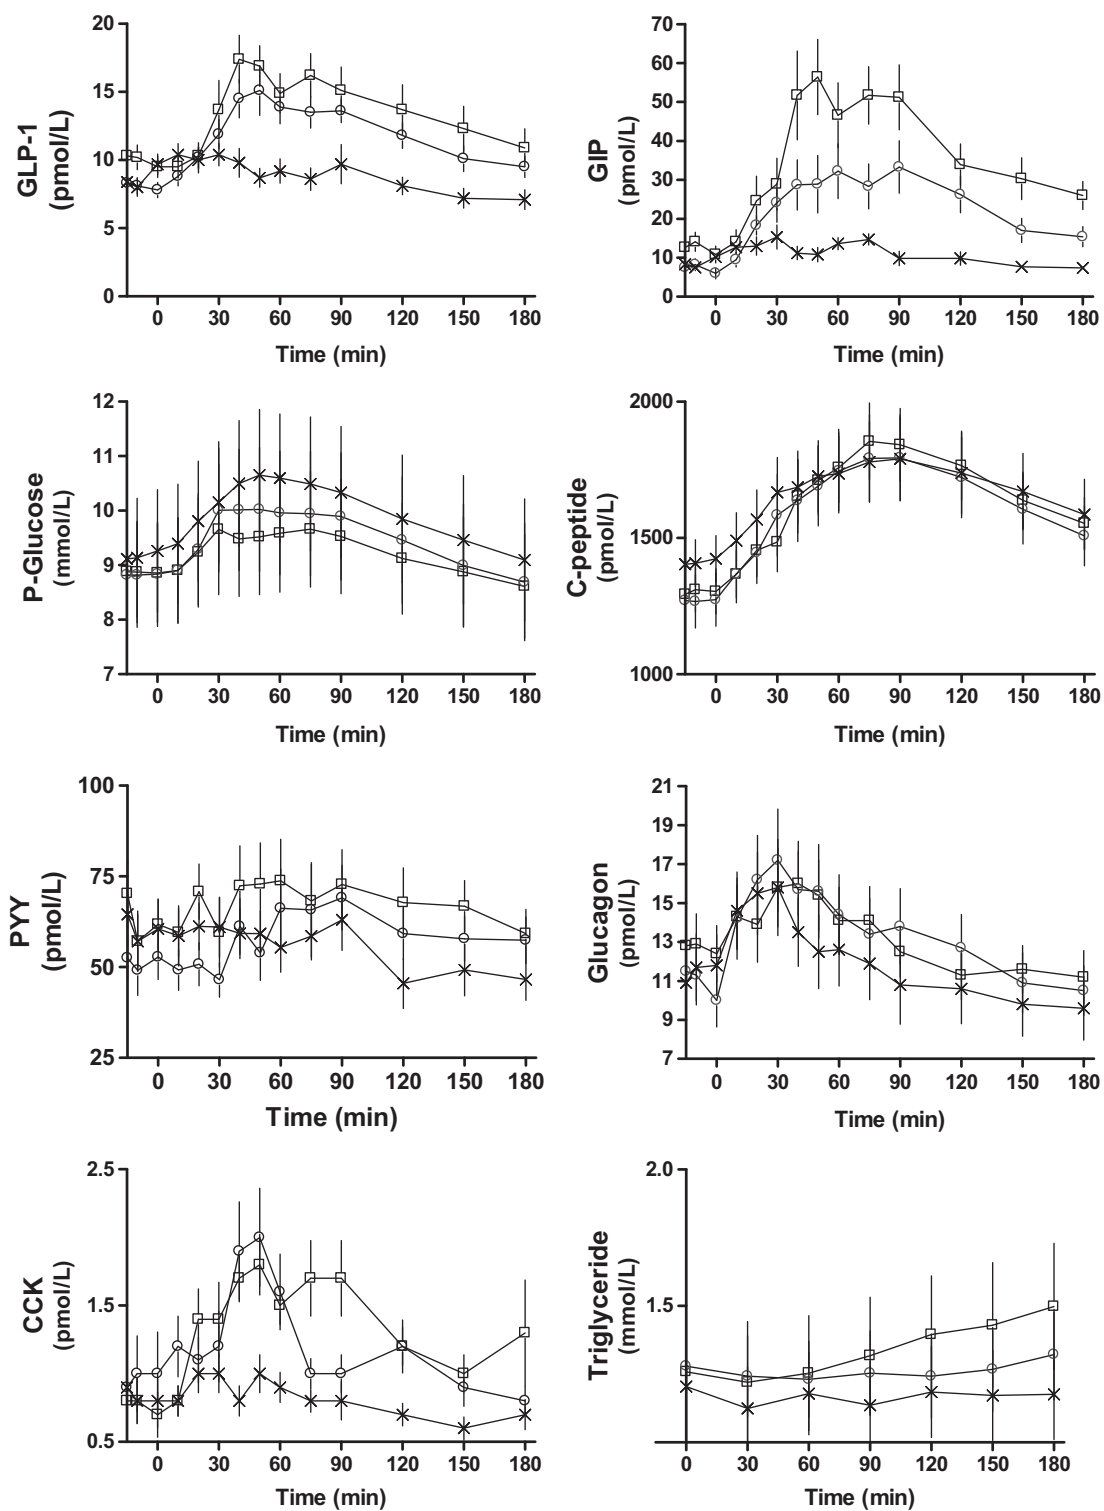 20
15
10
5
0
GLP-1
(pmol/L)
0 30 60 90 120 150 180
Time (min)
70
60
50
40
30
20
10
0
GIP
(pmol/L)
0 30 60 90 120 150 180
Time (min)
12
11
10
9
8
7
P-Glucose
(mmol/L)
0 30 60 90 120 150 180
Time (min)
2000
1500
1000
C-peptide
(pmol/L)
0 30 60 90 120 150 180
Time (min)
100
75
50
25
PYY
(pmol/L)
0 30 60 90 120 150 180
Time (min)
21
19
17
15
13
11
9
7
Glucagon
(pmol/L)
0 30 60 90 120 150 180
Time (min)
2.5
1.5
0.5
CCK
(pmol/L)
0 30 60 90 120 150 180
Time (min)
2.0
1.5
Triglyceride
(mmol/L)
0 30 60 90 120 150 180
Time (min)